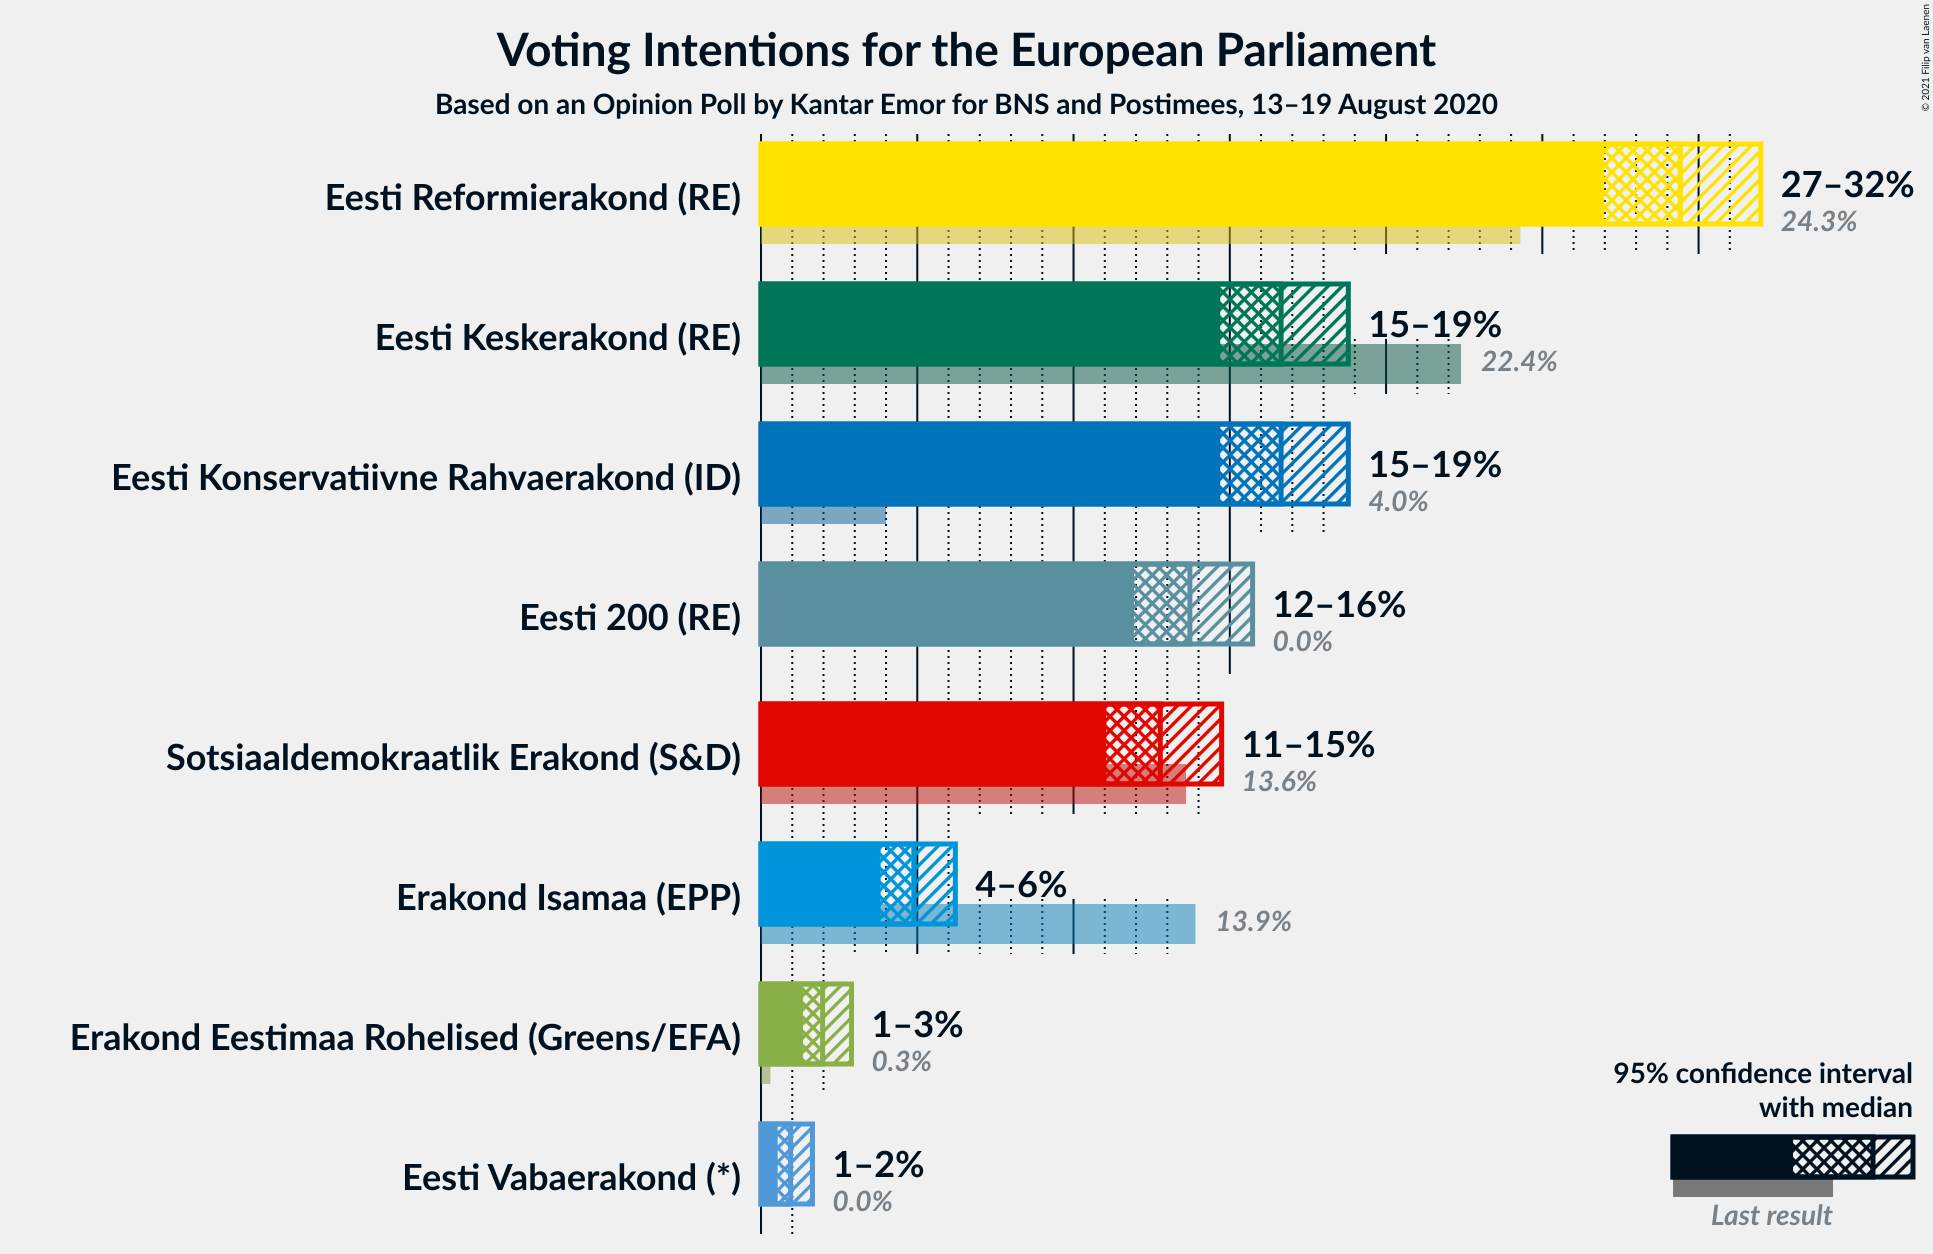 Voting Intentions for the European Parliament
Based on an Opinion Poll by Kantar Emor for BNS and Postimees, 13–19 August 2020
© 2021 Filip van Laenen
Eesti Reformierakond (RE)
27–32%
24.3%
Eesti Keskerakond (RE)
15–19%
22.4%
Eesti Konservatiivne Rahvaerakond (ID)
15–19%
4.0%
Eesti 200 (RE)
12–16%
0.0%
Sotsiaaldemokraatlik Erakond (S&D)
11–15%
13.6%
Erakond Isamaa (EPP)
4–6%
13.9%
Erakond Eestimaa Rohelised (Greens/EFA)
1–3%
0.3%
Eesti Vabaerakond (*)
1–2%
0.0%
95% confidence interval
with median
Last result